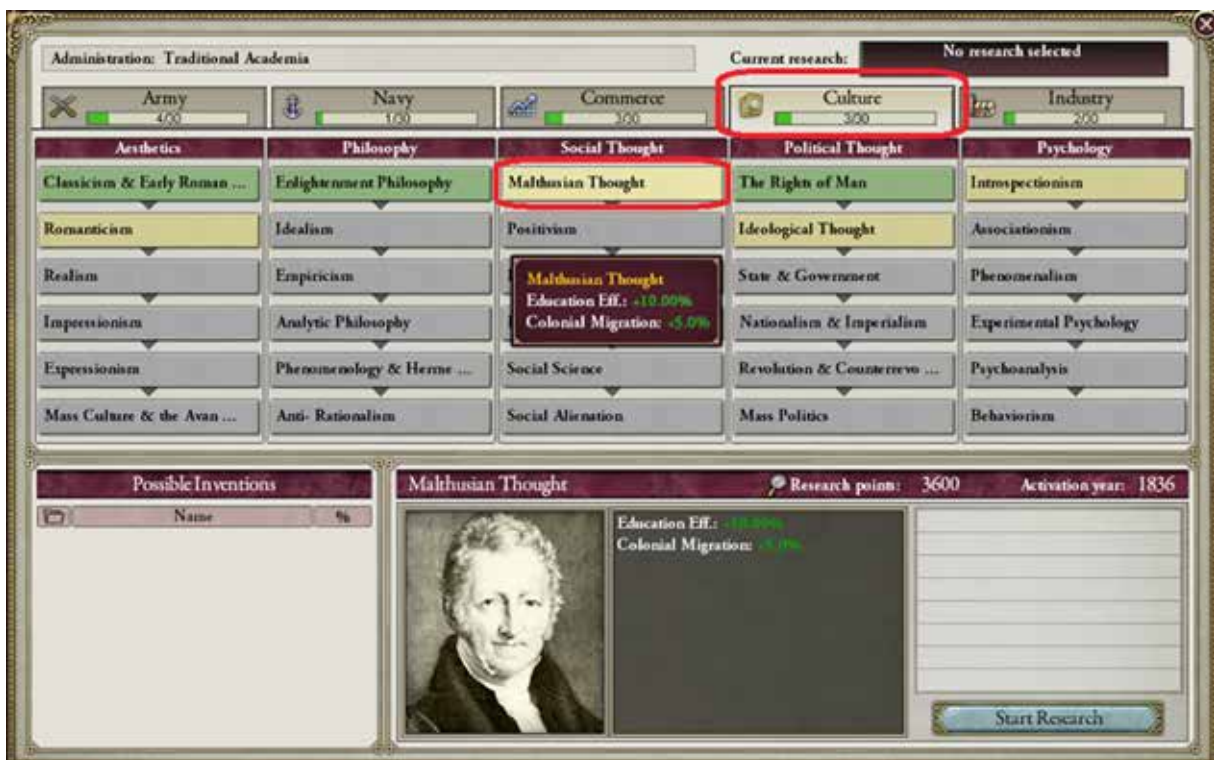 Administration: Traditional Academia
Current research:
No research selected
Army
4/00
Navy
1/00
Commerce
3/00
Culture
3/00
Industry
2/00
Aesthetics
Philosophy
Social Thought
Political Thought
Psychology
Classicism & Early Roman ...
Enlightenment Philosophy
Malthusian Thought
The Rights of Man
Introspectionism
Romanticism
Idealism
Positivism
Ideological Thought
Associationism
Realism
Empiricism
State & Government
Phenomenalism
Malthusian Thought
Education Eff.: +10.00%
Colonial Migration: +5.0%
Impressionism
Analytic Philosophy
Nationalism & Imperialism
Experimental Psychology
Expressionism
Phenomenology & Herme ...
Social Science
Revolution & Counterrevo ...
Psychoanalysis
Mass Culture & the Avan ...
Anti- Rationalism
Social Alienation
Mass Politics
Behaviorism
Possible Inventions
Name
%
Malthusian Thought
Research points: 3600
Activation year: 1836
Education Eff.: +10.00%
Colonial Migration: +5.0%
Start Research